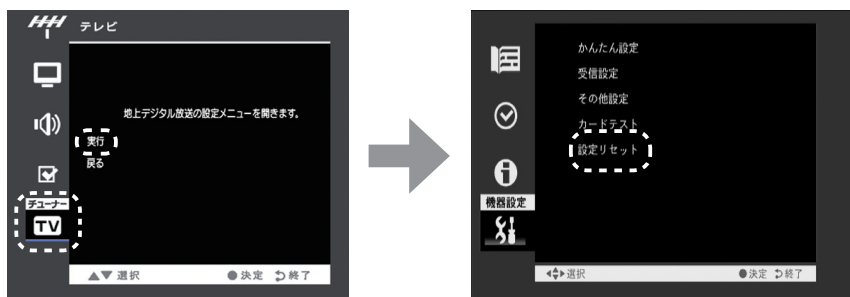 テレビ
地上デジタル放送の設定メニューを開きます。
実行
戻る
チューナー
TV
▲▼ 選択 ●決定 終了
かんたん設定
受信設定
その他設定
カードテスト
設定リセット
機器設定
選択 ●決定 終了